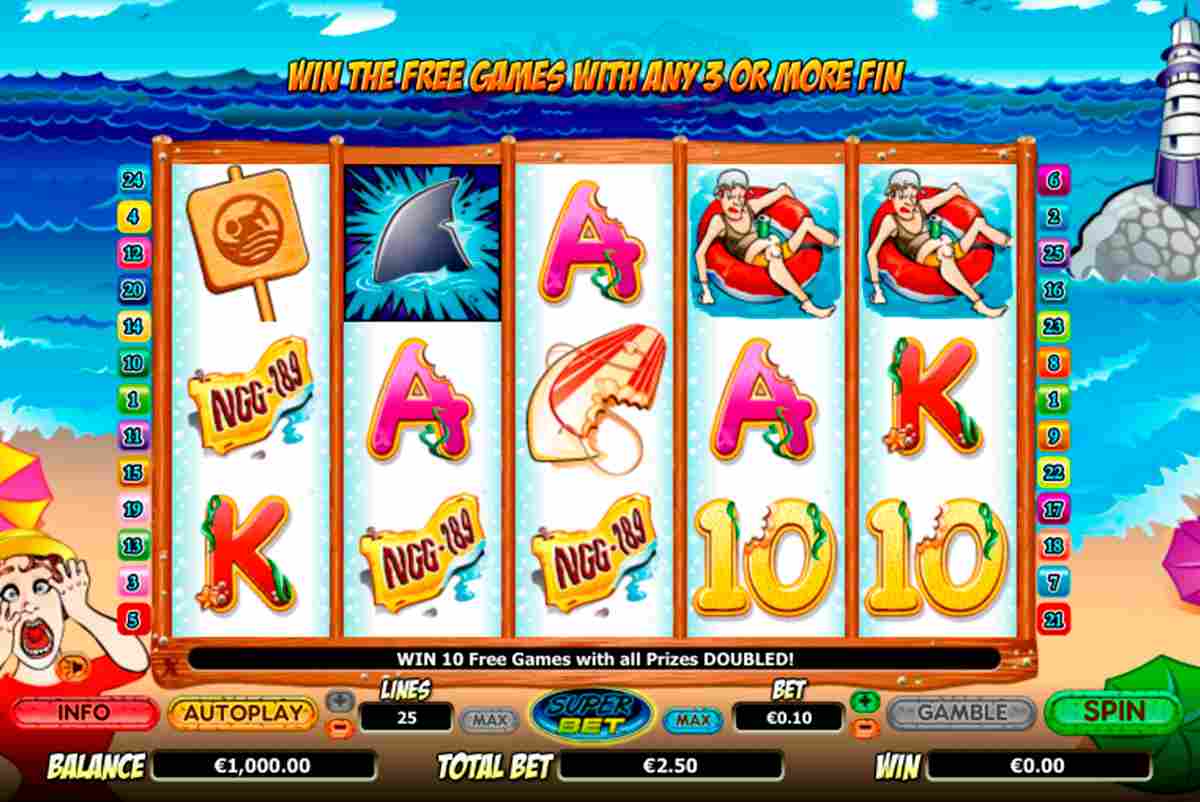 WIN THE FREE GAMES WITH ANY 3 OR MORE FIN
24
4
12
20
14
10
1
11
15
19
13
3
5
A
NGG-789
A
A
K
K
NGG-789
NGG-789
10
10
6
2
25
16
23
8
1
9
22
17
18
7
21
WIN 10 Free Games with all Prizes DOUBLED!
LINES
BET
INFO
AUTOPLAY
25
MAX
SUPER
BET
MAX
€0.10
GAMBLE
SPIN
BALANCE
€1,000.00
TOTAL BET
€2.50
WIN
€0.00